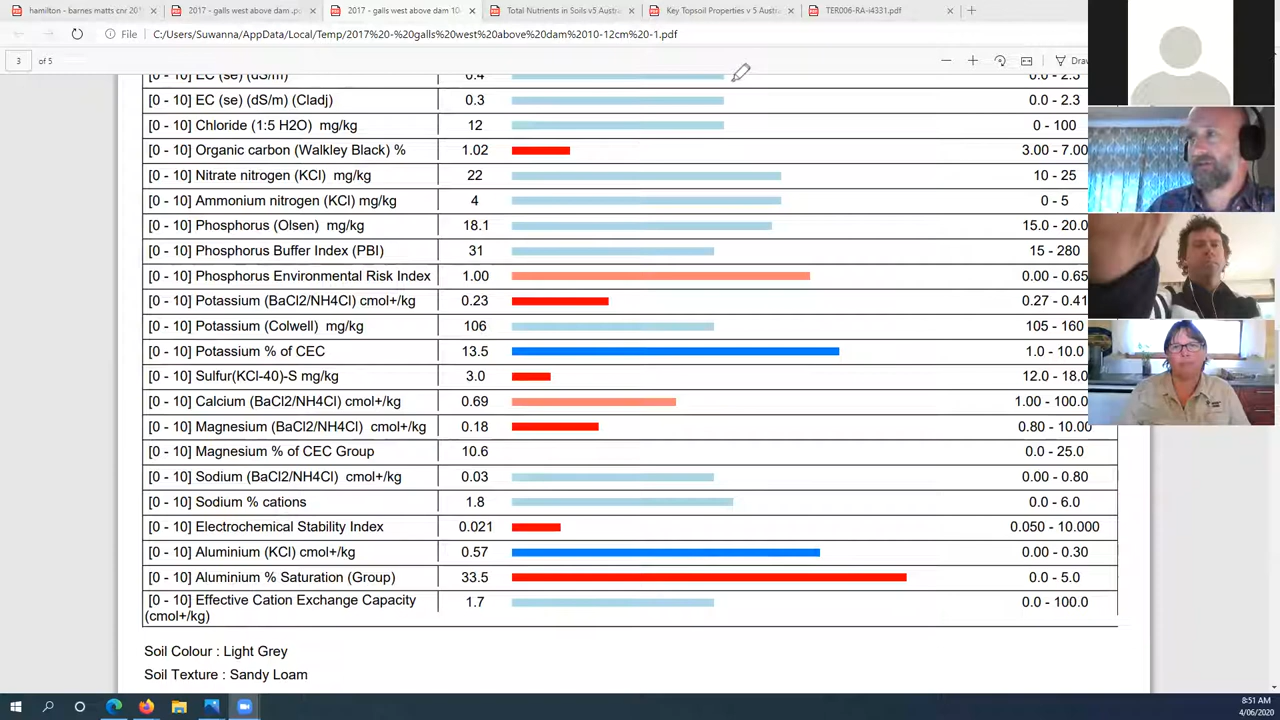 hamilton - barnes matts cnr 201
2017 - galls west above dam .pd
2017 - galls west above dam 10-
Total Nutrients in Soils v5 Austra
Key Topsoil Properties v 5 Austra
TER006-RA-i4331.pdf
File C:/Users/Suwanna/AppData/Local/Temp/2017%20-%20galls%20west%20above%20dam%2010-12cm%20-1.pdf
3 of 5 Draw
[0 - 10] EC (se) (dS/m) 0.4 0.0 - 2.3
[0 - 10] EC (se) (dS/m) (Cladj) 0.3 0.0 - 2.3
[0 - 10] Chloride (1:5 H2O) mg/kg 12 0 - 100
[0 - 10] Organic carbon (Walkley Black) % 1.02 3.00 - 7.00
[0 - 10] Nitrate nitrogen (KCl) mg/kg 22 10 - 25
[0 - 10] Ammonium nitrogen (KCl) mg/kg 4 0 - 5
[0 - 10] Phosphorus (Olsen) mg/kg 18.1 15.0 - 20.0
[0 - 10] Phosphorus Buffer Index (PBI) 31 15 - 280
[0 - 10] Phosphorus Environmental Risk Index 1.00 0.00 - 0.65
[0 - 10] Potassium (BaCl2/NH4Cl) cmol+/kg 0.23 0.27 - 0.41
[0 - 10] Potassium (Colwell) mg/kg 106 105 - 160
[0 - 10] Potassium % of CEC 13.5 1.0 - 10.0
[0 - 10] Sulfur(KCl-40)-S mg/kg 3.0 12.0 - 18.0
[0 - 10] Calcium (BaCl2/NH4Cl) cmol+/kg 0.69 1.00 - 100.0
[0 - 10] Magnesium (BaCl2/NH4Cl) cmol+/kg 0.18 0.80 - 10.00
[0 - 10] Magnesium % of CEC Group 10.6 0.0 - 25.0
[0 - 10] Sodium (BaCl2/NH4Cl) cmol+/kg 0.03 0.00 - 0.80
[0 - 10] Sodium % cations 1.8 0.0 - 6.0
[0 - 10] Electrochemical Stability Index 0.021 0.050 - 10.000
[0 - 10] Aluminium (KCl) cmol+/kg 0.57 0.00 - 0.30
[0 - 10] Aluminium % Saturation (Group) 33.5 0.0 - 5.0
[0 - 10] Effective Cation Exchange Capacity 1.7 0.0 - 100.0
(cmol+/kg)
Soil Colour : Light Grey
Soil Texture : Sandy Loam
8:51 AM
4/06/2020